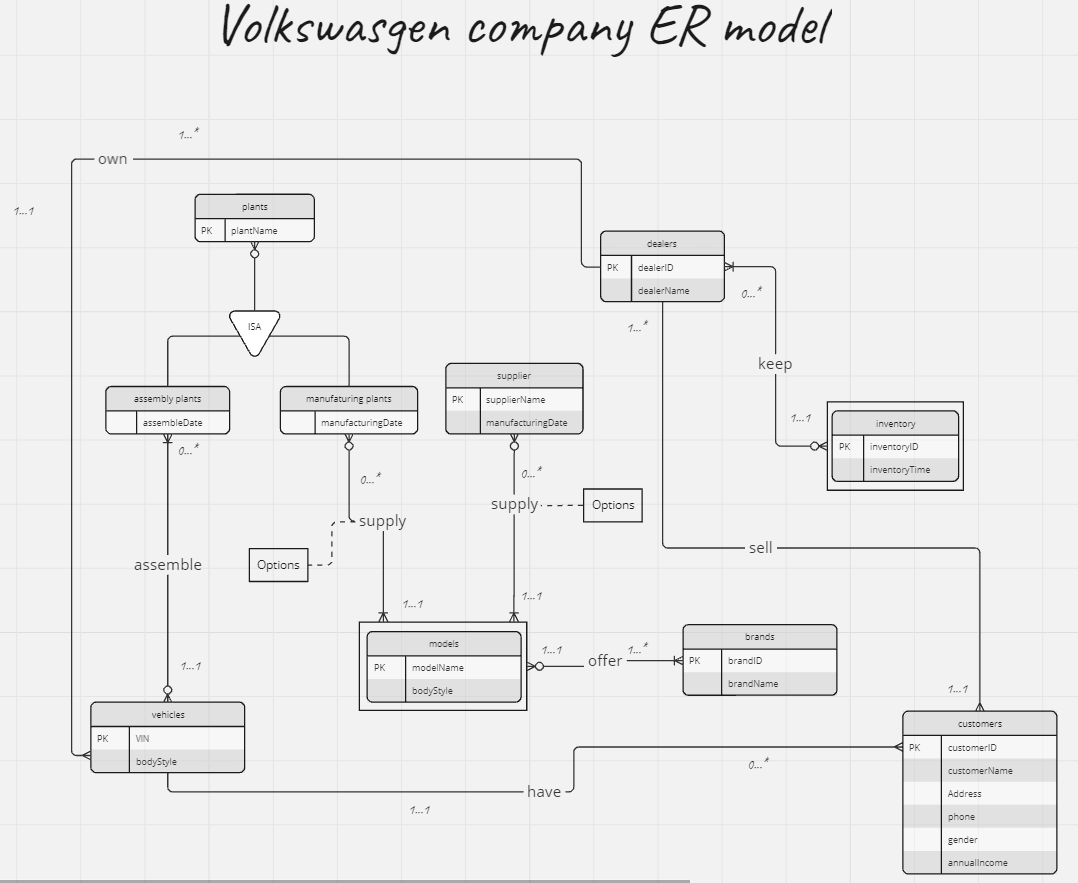 Volkswasgen company ER model
1...*
own
1...1
plants
PK plantName
dealers
PK dealerID
dealerName
0...*
1...*
ISA
keep
supplier
PK supplierName
manufacturingDate
assembly plants
assembleDate
manufaturing plants
manufacturingDate
1...1
inventory
PK inventoryID
inventoryTime
0...*
0...*
0...*
supply
Options
supply
Options
sell
assemble
1...1
1...1
models
PK modelName
bodyStyle
1...1
offer
1...*
brands
PK brandID
brandName
1...1
1...1
vehicles
PK VIN
bodyStyle
customers
PK customerID
customerName
Address
phone
gender
annualIncome
0...*
have
1...1